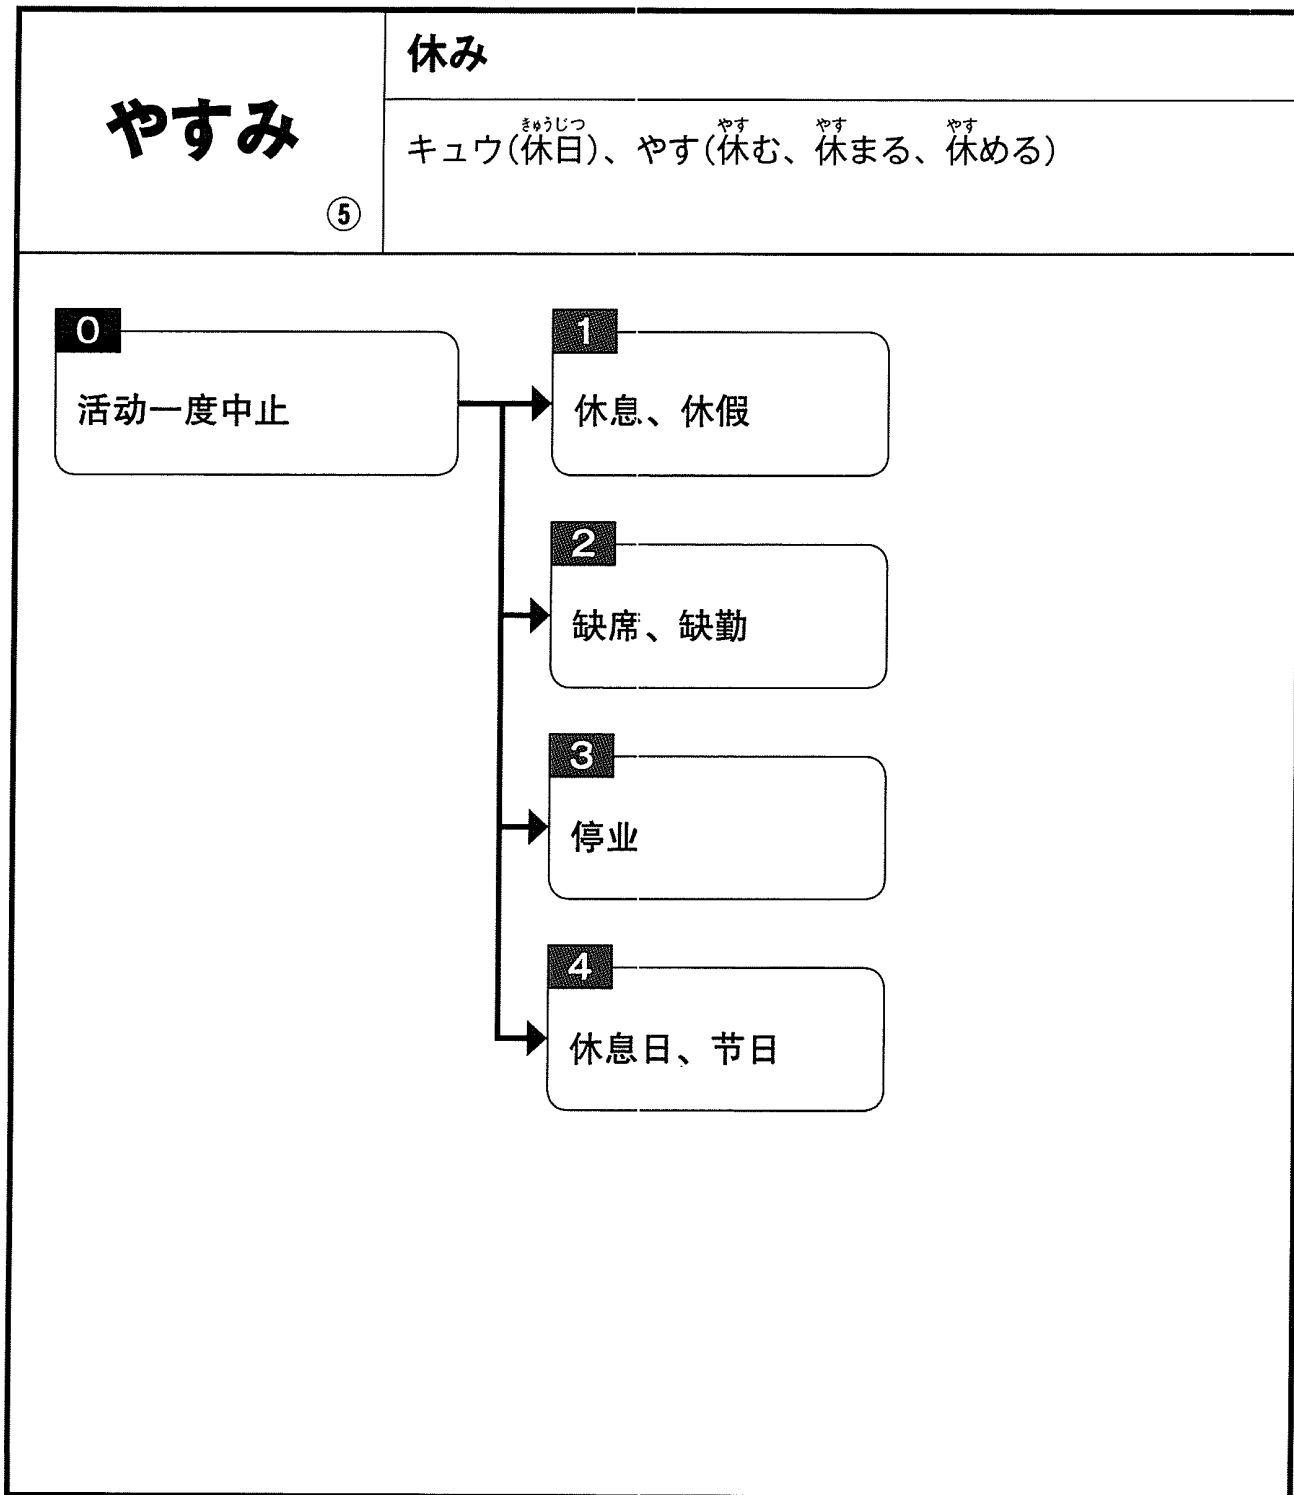 やすみ
⑤
休み
キュウ(休日)、やす(休む、休まる、休める)
きゅうじつ やす やす やす
0
活动一度中止
1
休息、休假
2
缺席、缺勤
3
停业
4
休息日、节日